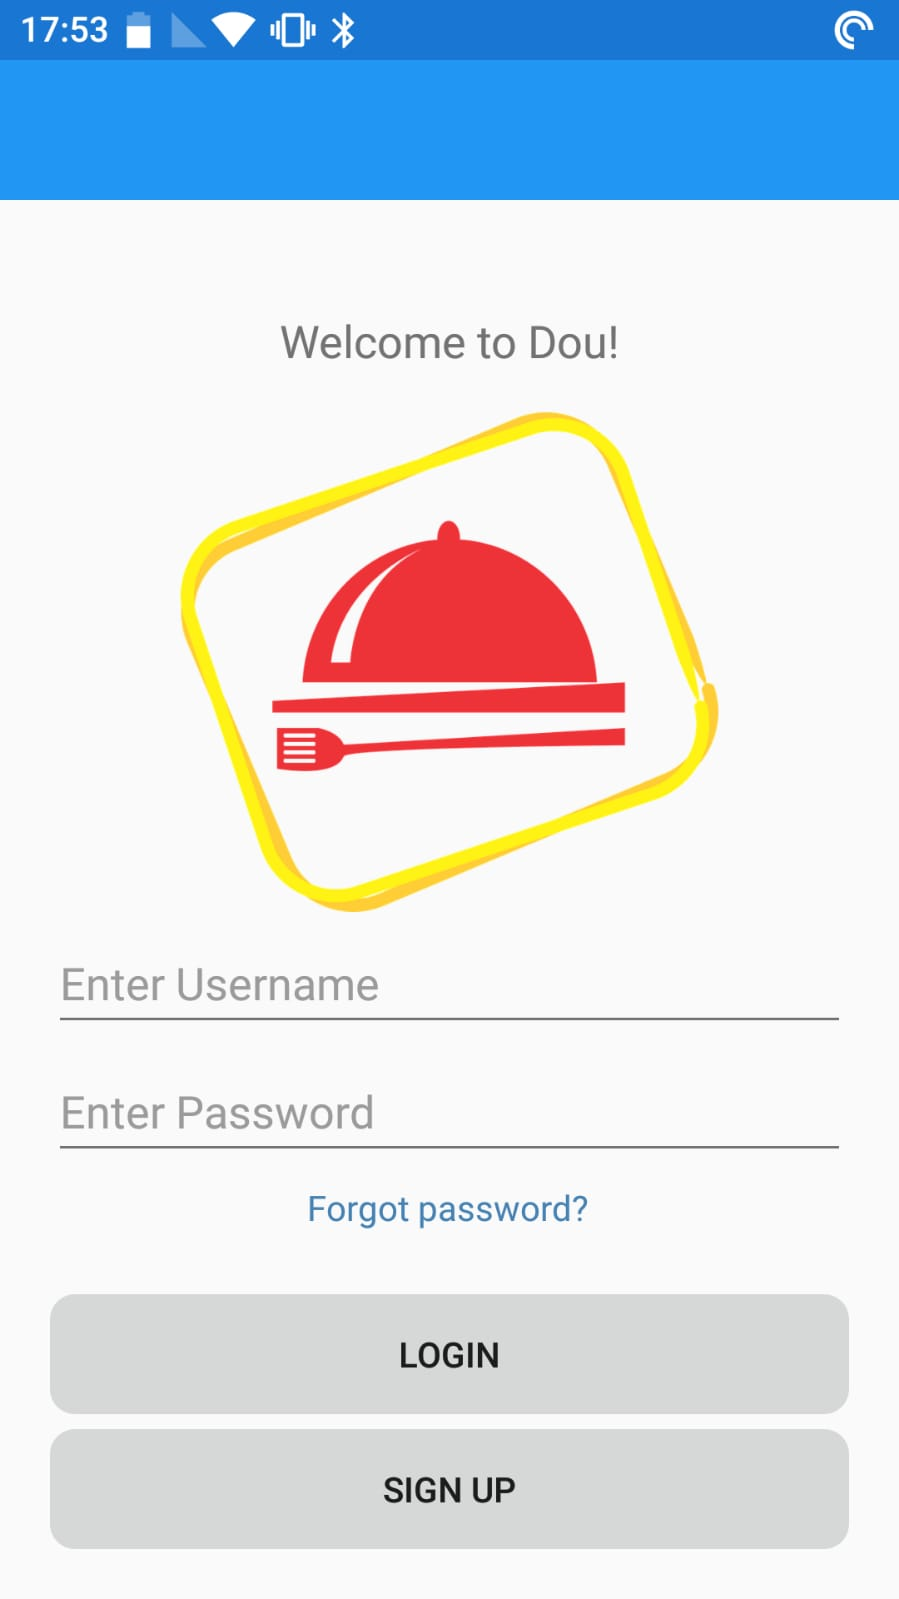 17:53
Welcome to Dou!
Enter Username
Enter Password
Forgot password?
LOGIN
SIGN UP